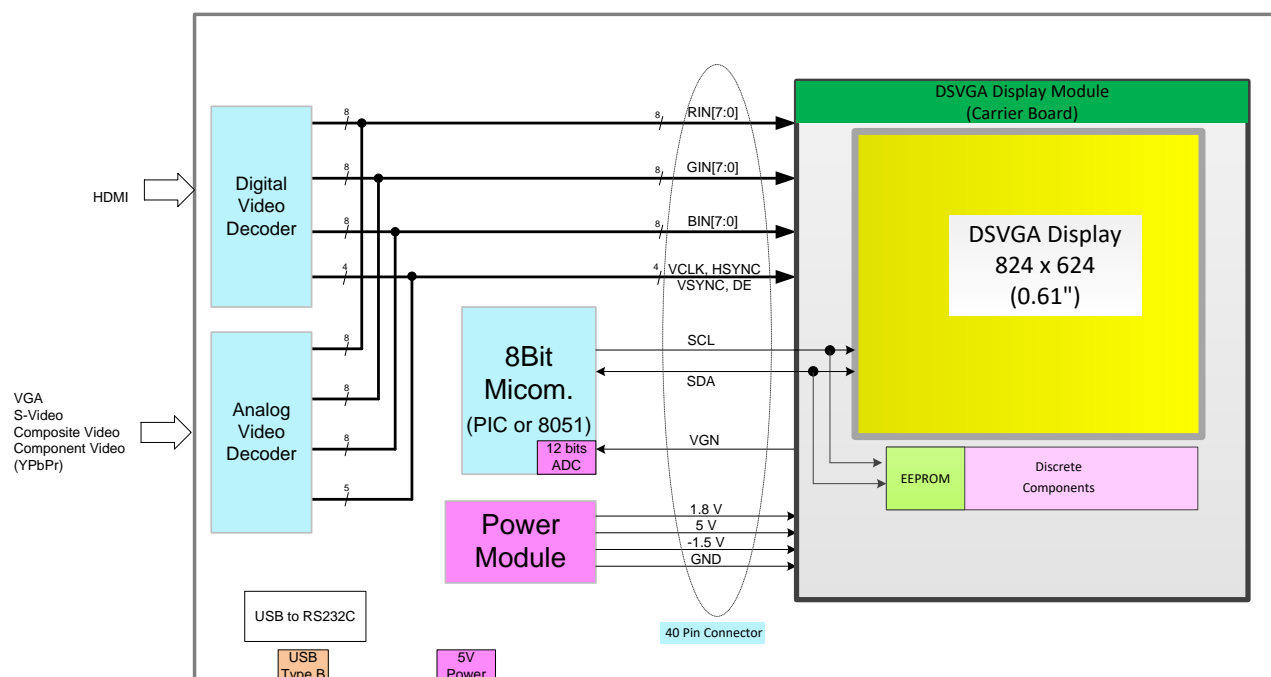 DSVGA Display Module
(Carrier Board)
8
8
RIN[7:0]
8
8
GIN[7:0]
8
8
BIN[7:0]
4
4
VCLK, HSYNC
VSYNC, DE
HDMI
Digital
Video
Decoder
DSVGA Display
824 x 624
(0.61")
8
8
8
5
VGA
S-Video
Composite Video
Component Video
(YPbPr)
Analog
Video
Decoder
8Bit
Micom.
(PIC or 8051)
12 bits
ADC
SCL
SDA
VGN
EEPROM
Discrete
Components
Power
Module
1.8 V
5 V
-1.5 V
GND
USB to RS232C
40 Pin Connector
USB
Type B
5V
Power